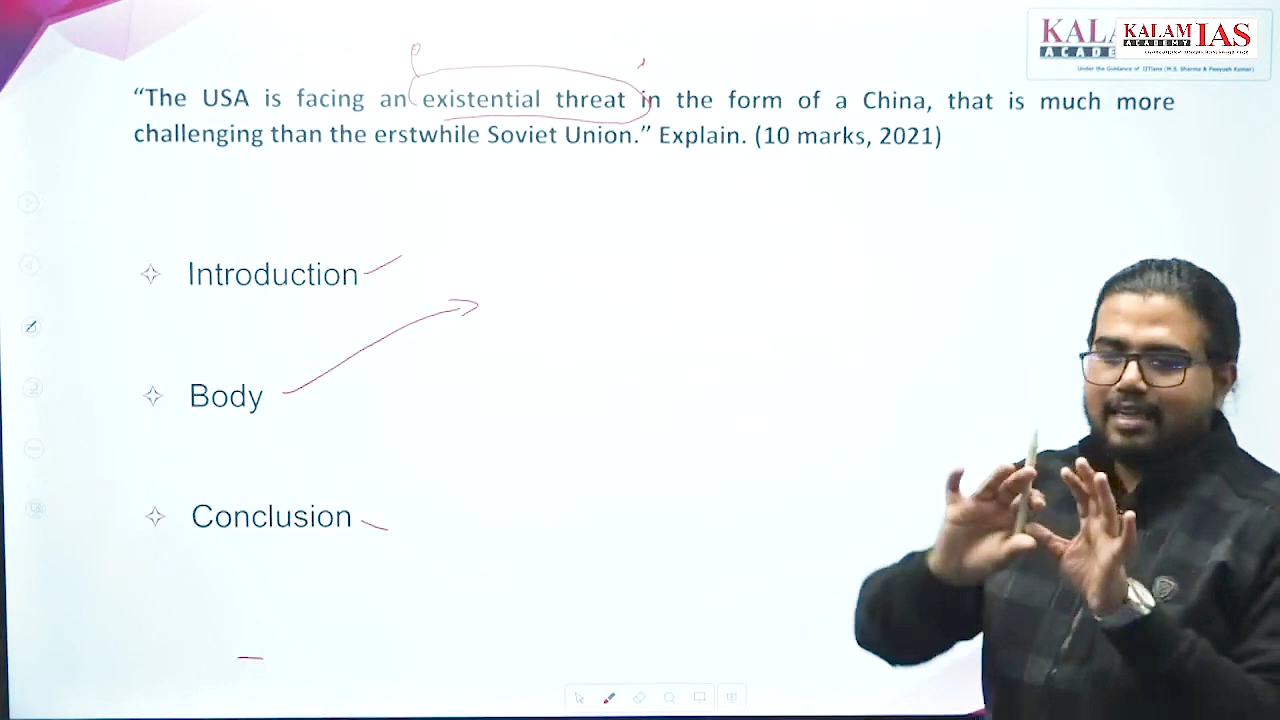 KALAM IAS
ACADEMY
KALA
ACADE
Under the Guidance of IITians (M.S. Sharma & Peeyush Kumar)
“The USA is facing an existential threat in the form of a China, that is much more
challenging than the erstwhile Soviet Union.” Explain. (10 marks, 2021)
Introduction
Body
Conclusion